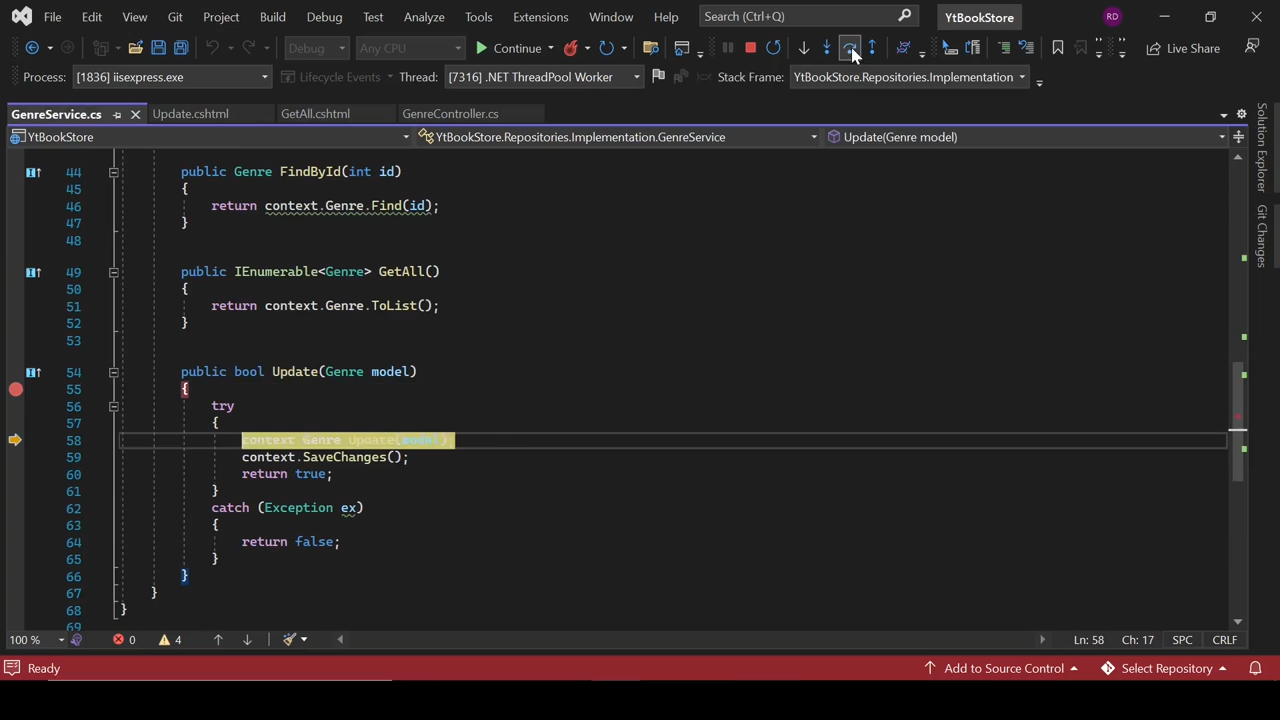 File Edit View Git Project Build Debug Test Analyze Tools Extensions Window Help Search (Ctrl+Q) YtBookStore RD
Debug Any CPU Continue Live Share
Process: [1836] iisexpress.exe Lifecycle Events Thread: [7316] .NET ThreadPool Worker Stack Frame: YtBookStore.Repositories.Implementation
GenreService.cs Update.cshtml GetAll.cshtml GenreController.cs
YtBookStore YtBookStore.Repositories.Implementation.GenreService Update(Genre model)
Solution Explorer
Git Changes
44 public Genre FindById(int id)
45 {
46 return context.Genre.Find(id);
47 }
48
49 public IEnumerable<Genre> GetAll()
50 {
51 return context.Genre.ToList();
52 }
53
54 public bool Update(Genre model)
55 {
56 try
57 {
58 context.Genre.Update(model);
59 context.SaveChanges();
60 return true;
61 }
62 catch (Exception ex)
63 {
64 return false;
65 }
66 }
67 }
68 }
69
100 % 0 4 Ln: 58 Ch: 17 SPC CRLF
Ready Add to Source Control Select Repository